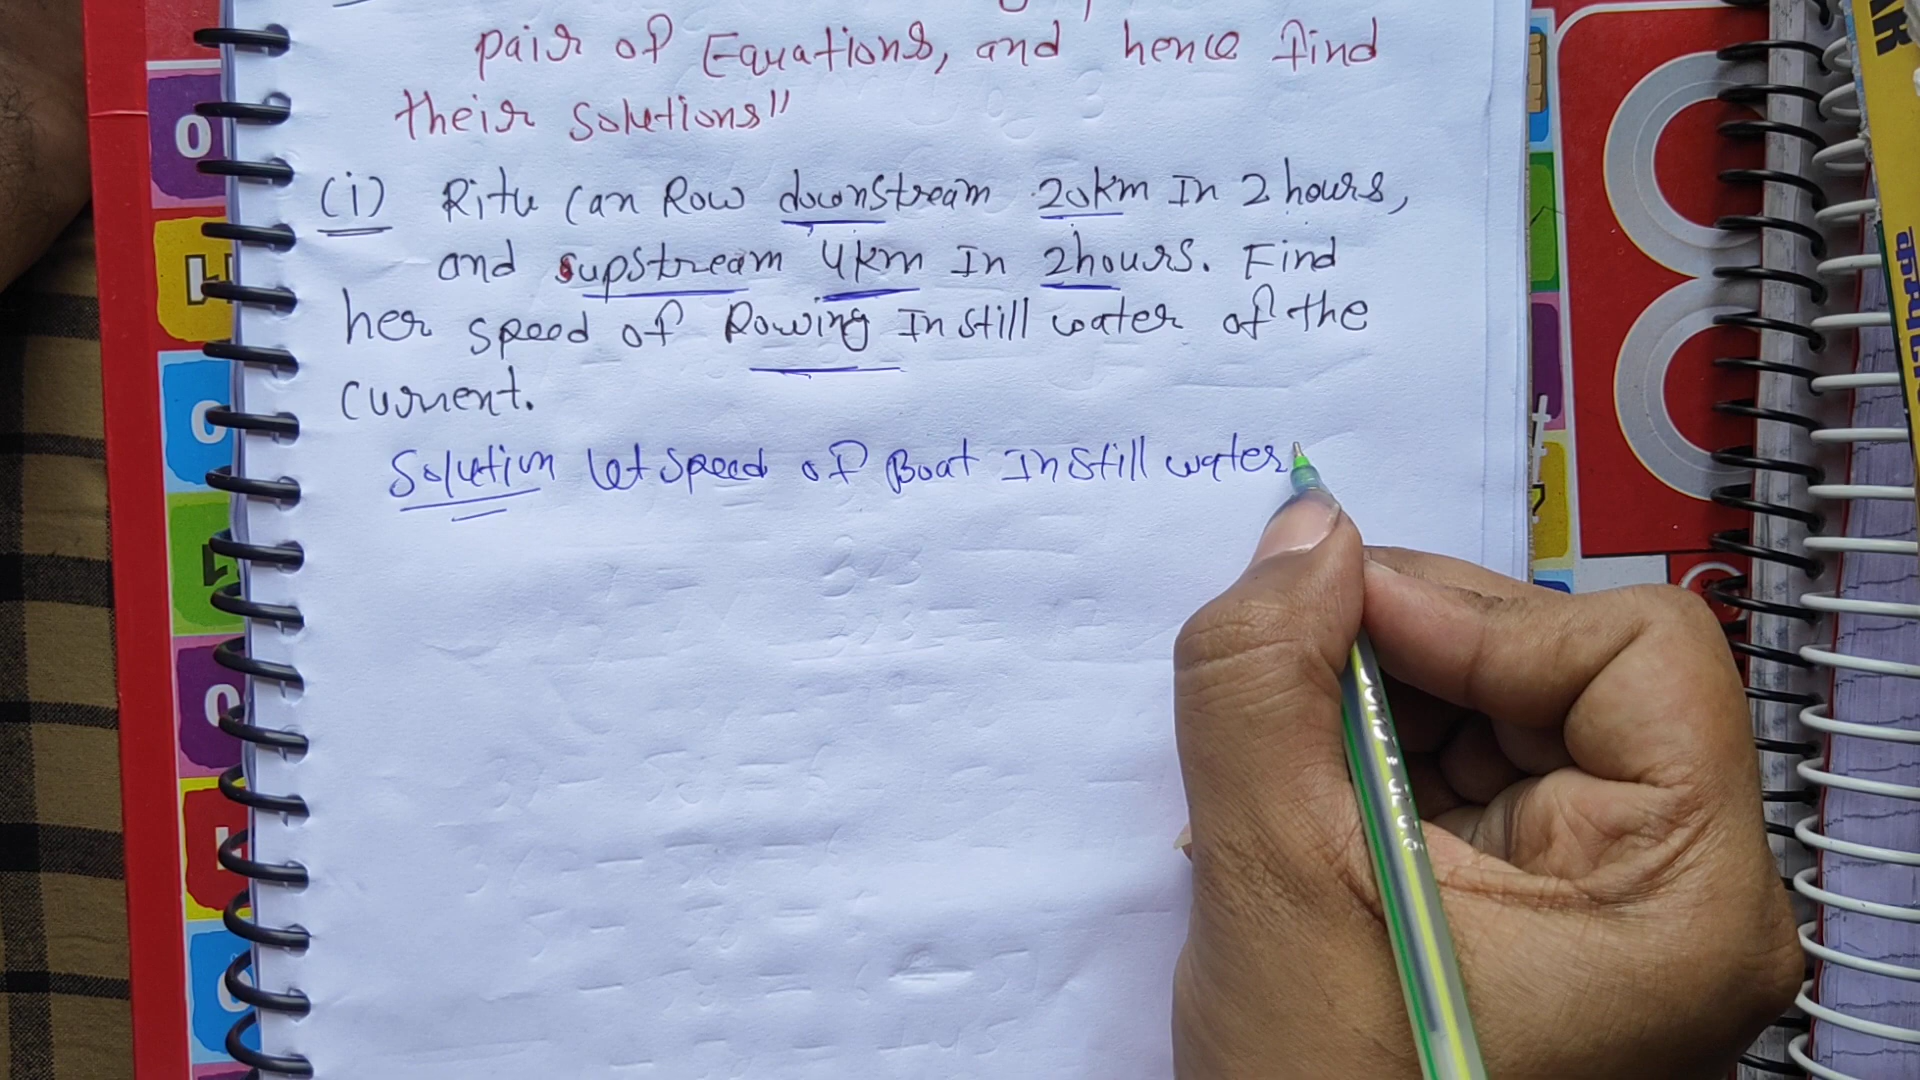 pair of Equations, and hence find
their solutions"
(i) Ritu can Row downstream 20km In 2 hours,
and supstream 4km In 2hours. Find
her speed of Rowing In still water of the
current.
Solution let speed of Boat In still water